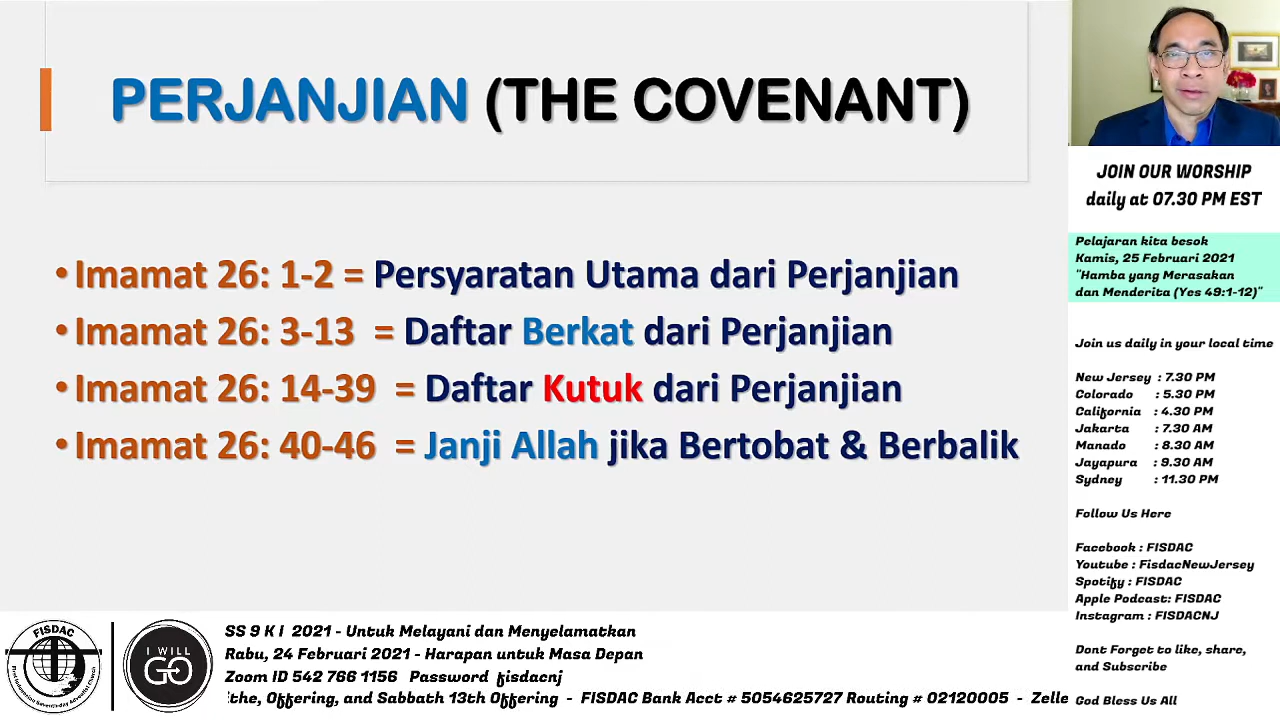 PERJANJIAN (THE COVENANT)
• Imamat 26: 1-2 = Persyaratan Utama dari Perjanjian
• Imamat 26: 3-13 = Daftar Berkat dari Perjanjian
• Imamat 26: 14-39 = Daftar Kutuk dari Perjanjian
• Imamat 26: 40-46 = Janji Allah jika Bertobat & Berbalik
JOIN OUR WORSHIP
daily at 07.30 PM EST
Pelajaran kita besok
Kamis, 25 Februari 2021
"Hamba yang Merasakan
dan Menderita (Yes 49:1-12)"
Join us daily in your local time
New Jersey : 7.30 PM
Colorado : 5.30 PM
California : 4.30 PM
Jakarta : 7.30 AM
Manado : 8.30 AM
Jayapura : 9.30 AM
Sydney : 11.30 PM
Follow Us Here
Facebook : FISDAC
Youtube : FisdacNewJersey
Spotify : FISDAC
Apple Podcast: FISDAC
Instagram : FISDACNJ
Dont Forget to like, share,
and Subscribe
God Bless Us All
FISDAC
First Indonesian Seventh-day Adventist Church
I WILL
GO
SS 9 K I 2021 - Untuk Melayani dan Menyelamatkan
Rabu, 24 Februari 2021 - Harapan untuk Masa Depan
Zoom ID 542 766 1156 Password fisdacnj
ithe, Offering, and Sabbath 13th Offering - FISDAC Bank Acct # 5054625727 Routing # 02120005 - Zelle